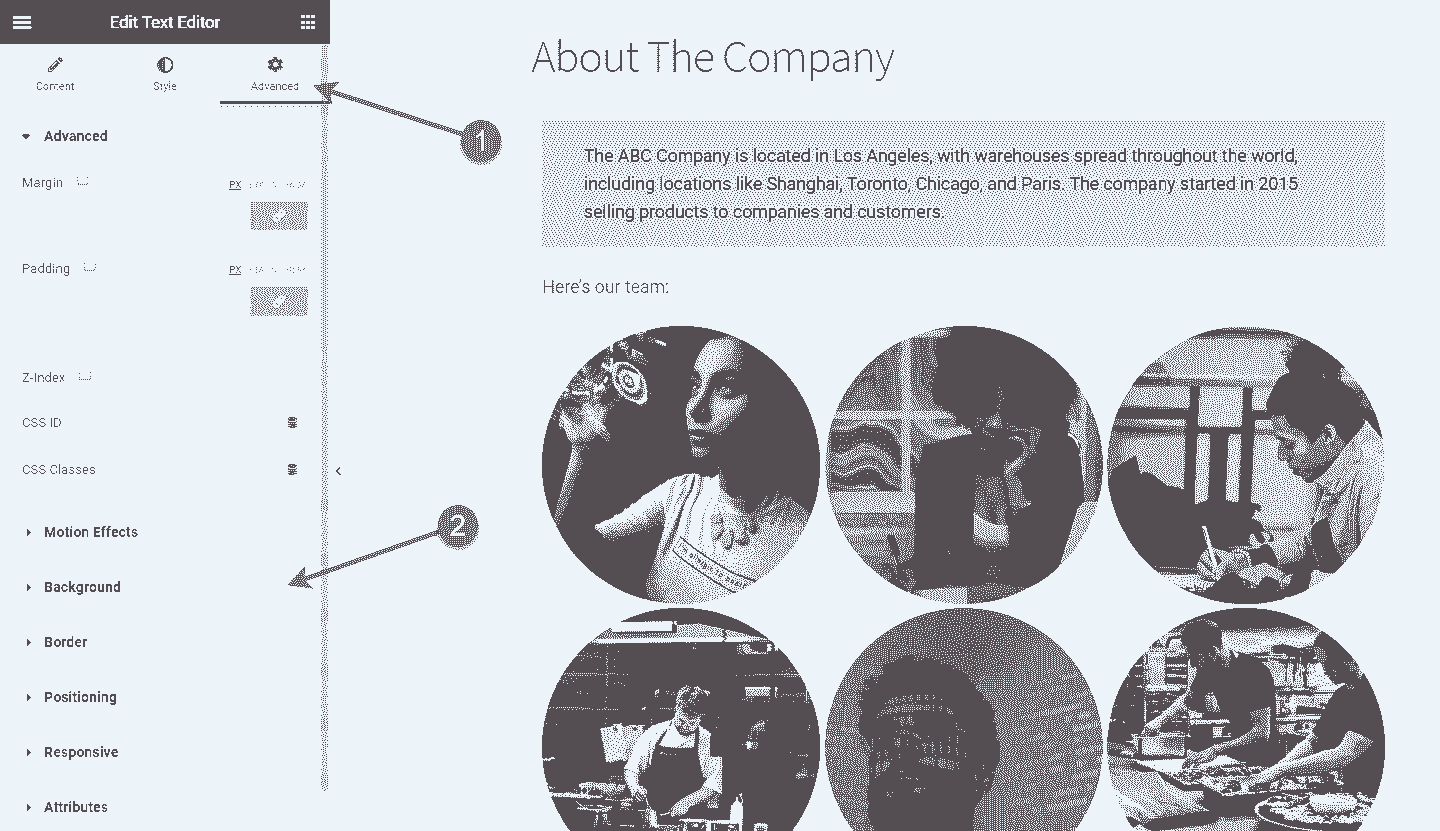 Edit Text Editor
Content
Style
Advanced
Advanced
Margin
PX
Padding
PX
Z-Index
CSS ID
CSS Classes
Motion Effects
Background
Border
Positioning
Responsive
Attributes
1
2
About The Company
The ABC Company is located in Los Angeles, with warehouses spread throughout the world,
including locations like Shanghai, Toronto, Chicago, and Paris. The company started in 2015
selling products to companies and customers.
Here's our team: